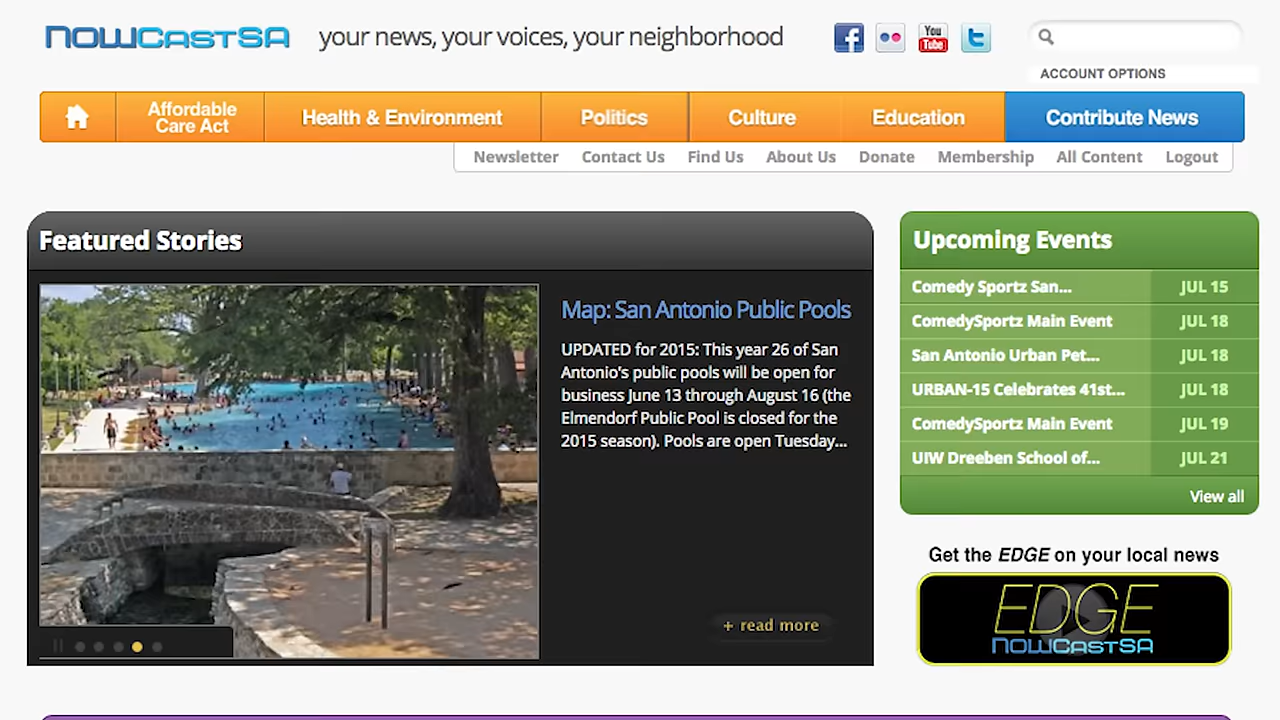 NOWCASTSA your news, your voices, your neighborhood
You Tube
ACCOUNT OPTIONS
Affordable Care Act
Health & Environment
Politics
Culture
Education
Contribute News
Newsletter Contact Us Find Us About Us Donate Membership All Content Logout
Featured Stories
Map: San Antonio Public Pools
UPDATED for 2015: This year 26 of San
Antonio's public pools will be open for
business June 13 through August 16 (the
Elmendorf Public Pool is closed for the
2015 season). Pools are open Tuesday...
+ read more
Upcoming Events
Comedy Sportz San... JUL 15
ComedySportz Main Event JUL 18
San Antonio Urban Pet... JUL 18
URBAN-15 Celebrates 41st... JUL 18
ComedySportz Main Event JUL 19
UIW Dreeben School of... JUL 21
View all
Get the EDGE on your local news
EDGE
NOWCASTSA